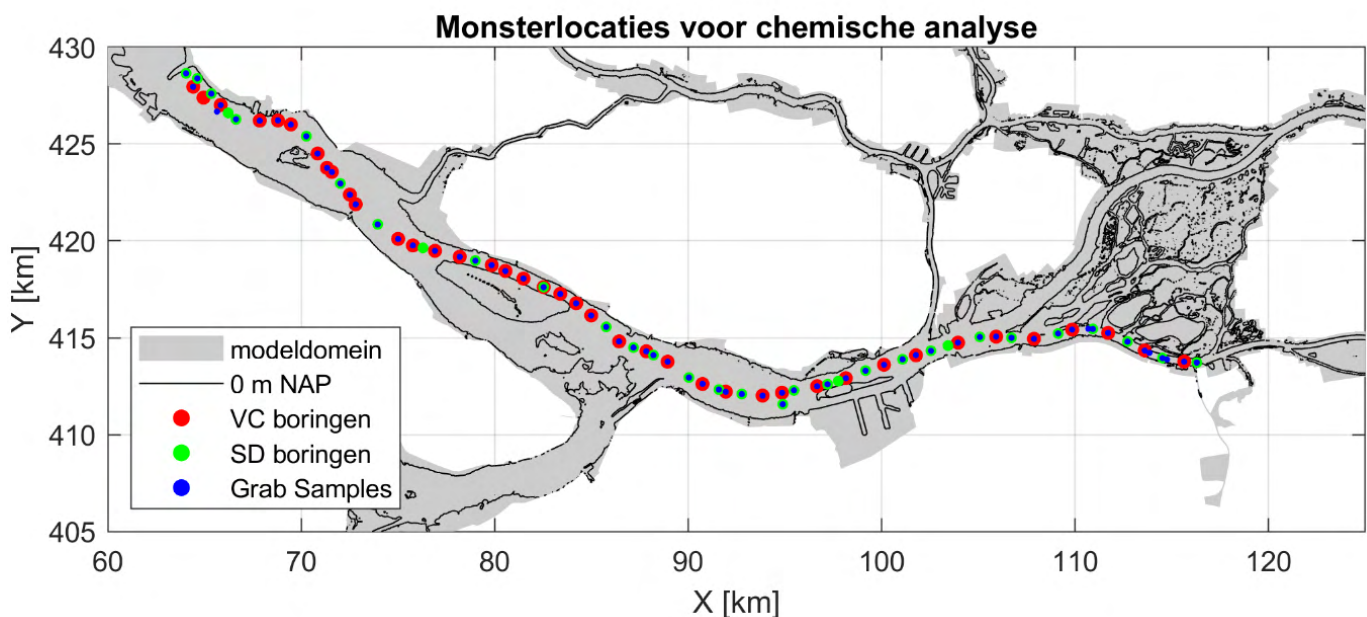 Monsterlocaties voor chemische analyse
430
425
420
415
410
405
Y [km]
modeldomein
0 m NAP
VC boringen
SD boringen
Grab Samples
60
70
80
90
100
110
120
X [km]